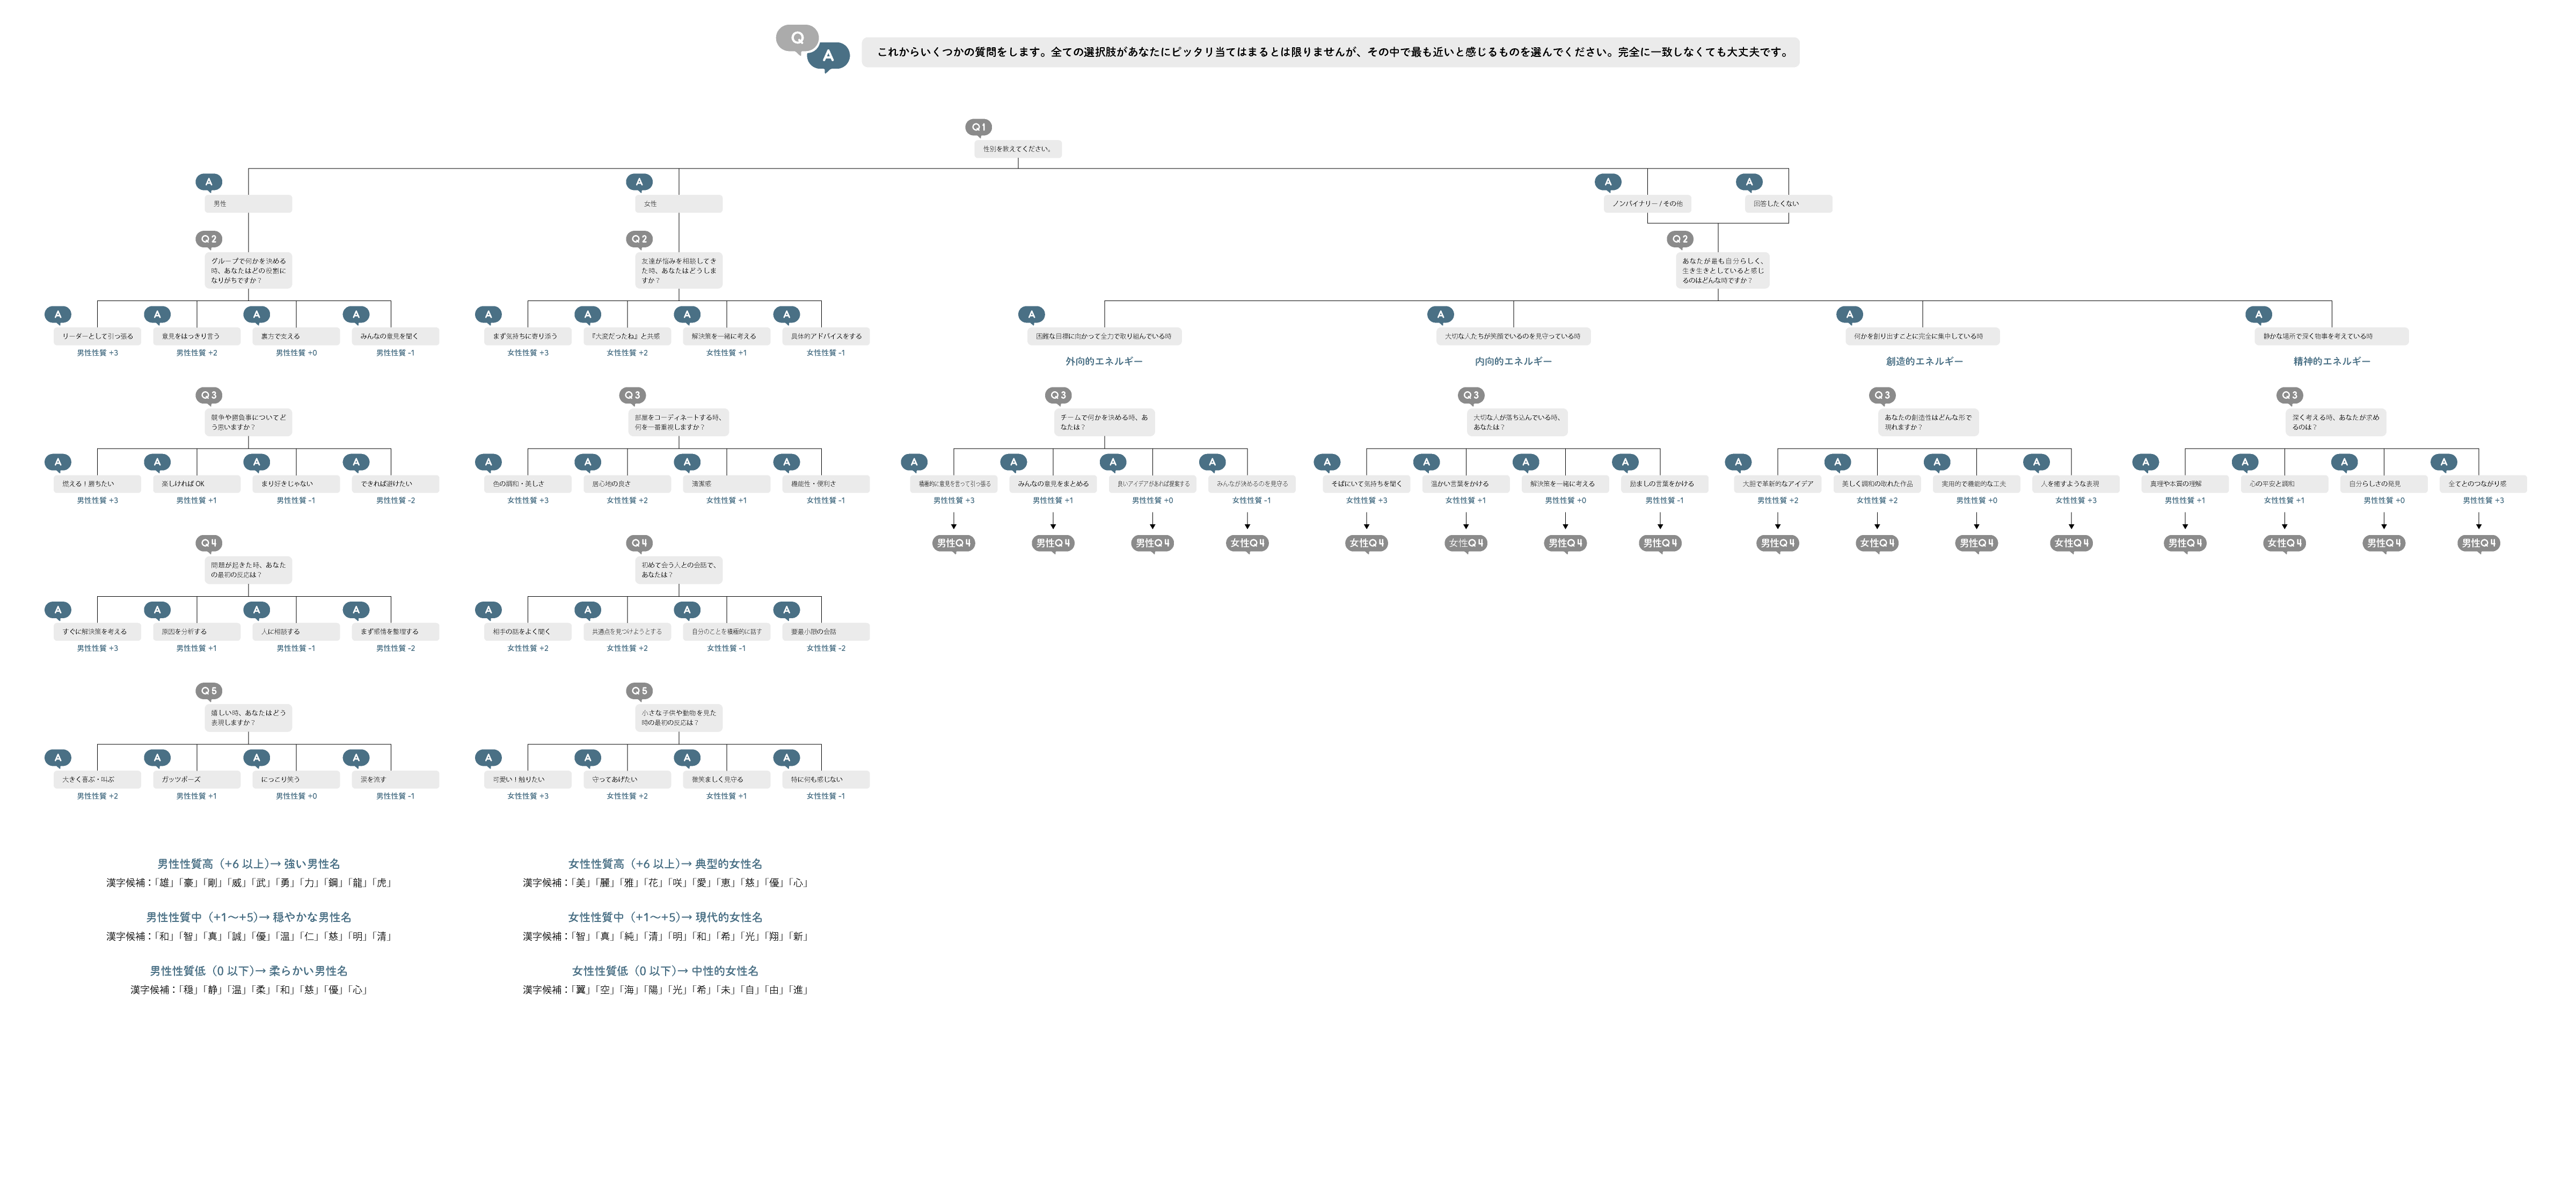 Q
A
これからいくつかの質問をします。全ての選択肢があなたにピッタリ当てはまるとは限りませんが、その中で最も近いと感じるものを選んでください。完全に一致しなくても大丈夫です。
Q1
性別を教えてください。
A
男性
A
女性
A
ノンバイナリー / その他
A
回答したくない
Q2
グループで何かを決める
時、あなたはどの役割に
なりがちですか？
A
リーダーとして引っ張る
男性性質 +3
A
意見をはっきり言う
男性性質 +2
A
裏方で支える
男性性質 +0
A
みんなの意見を聞く
男性性質 -1
Q3
競争や勝負事についてど
う思いますか？
A
燃える！勝ちたい
男性性質 +3
A
楽しければ OK
男性性質 +1
A
まり好きじゃない
男性性質 -1
A
できれば避けたい
男性性質 -2
Q4
問題が起きた時、あなた
の最初の反応は？
A
すぐに解決策を考える
男性性質 +3
A
原因を分析する
男性性質 +1
A
人に相談する
男性性質 -1
A
まず感情を整理する
男性性質 -2
Q5
嬉しい時、あなたはどう
表現しますか？
A
大きく喜ぶ・叫ぶ
男性性質 +2
A
ガッツポーズ
男性性質 +1
A
にっこり笑う
男性性質 +0
A
涙を流す
男性性質 -1
男性性質高（+6 以上）→ 強い男性名
漢字候補：「雄」「豪」「剛」「威」「武」「勇」「力」「鋼」「龍」「虎」
男性性質中（+1～+5）→ 穏やかな男性名
漢字候補：「和」「智」「真」「誠」「優」「温」「仁」「慈」「明」「清」
男性性質低（0 以下）→ 柔らかい男性名
漢字候補：「穏」「静」「温」「柔」「和」「慈」「優」「心」
Q2
友達が悩みを相談してき
た時、あなたはどうしま
すか？
A
まず気持ちに寄り添う
女性性質 +3
A
『大変だったね』と共感
女性性質 +2
A
解決策を一緒に考える
女性性質 +1
A
具体的アドバイスをする
女性性質 -1
Q3
部屋をコーディネートする時、
何を一番重視しますか？
A
色の調和・美しさ
女性性質 +3
A
居心地の良さ
女性性質 +2
A
清潔感
女性性質 +1
A
機能性・便利さ
女性性質 -1
Q4
初めて会う人との会話で、
あなたは？
A
相手の話をよく聞く
女性性質 +2
A
共通点を見つけようとする
女性性質 +2
A
自分のことを積極的に話す
女性性質 -1
A
要最小限の会話
女性性質 -2
Q5
小さな子供や動物を見た
時の最初の反応は？
A
可愛い！触りたい
女性性質 +3
A
守ってあげたい
女性性質 +2
A
微笑ましく見守る
女性性質 +1
A
特に何も感じない
女性性質 -1
女性性質高（+6 以上）→ 典型的女性名
漢字候補：「美」「麗」「雅」「花」「咲」「愛」「恵」「慈」「優」「心」
女性性質中（+1～+5）→ 現代的女性名
漢字候補：「智」「真」「純」「清」「明」「和」「希」「光」「翔」「新」
女性性質低（0 以下）→ 中性的女性名
漢字候補：「翼」「空」「海」「陽」「光」「希」「未」「自」「由」「進」
Q2
あなたが最も自分らしく、
生き生きとしていると感じ
るのはどんな時ですか？
A
困難な目標に向かって全力で取り組んでいる時
外向的エネルギー
Q3
チームで何かを決める時、あ
なたは？
A
積極的に意見を言って引っ張る
男性性質 +3
男性Q4
A
みんなの意見をまとめる
男性性質 +1
男性Q4
A
良いアイデアがあれば提案する
男性性質 +0
男性Q4
A
みんなが決めるのを見守る
女性性質 -1
女性Q4
A
大切な人たちが笑顔でいるのを見守っている時
内向的エネルギー
Q3
大切な人が落ち込んでいる時、
あなたは？
A
そばにいて気持ちを聞く
女性性質 +3
女性Q4
A
温かい言葉をかける
女性性質 +1
女性Q4
A
解決策を一緒に考える
男性性質 +0
男性Q4
A
励ましの言葉をかける
男性性質 -1
男性Q4
A
何かを創り出すことに完全に集中している時
創造的エネルギー
Q3
あなたの創造性はどんな形で
現れますか？
A
大胆で革新的なアイデア
男性性質 +2
男性Q4
A
美しく調和の取れた作品
女性性質 +2
女性Q4
A
実用的で機能的な工夫
男性性質 +0
男性Q4
A
人を癒すような表現
女性性質 +3
女性Q4
A
静かな場所で深く物事を考えている時
精神的エネルギー
Q3
深く考える時、あなたが求め
るのは？
A
真理や本質の理解
男性性質 +1
男性Q4
A
心の平安と調和
女性性質 +1
女性Q4
A
自分らしさの発見
男性性質 +0
男性Q4
A
全てとのつながり感
男性性質 +3
男性Q4